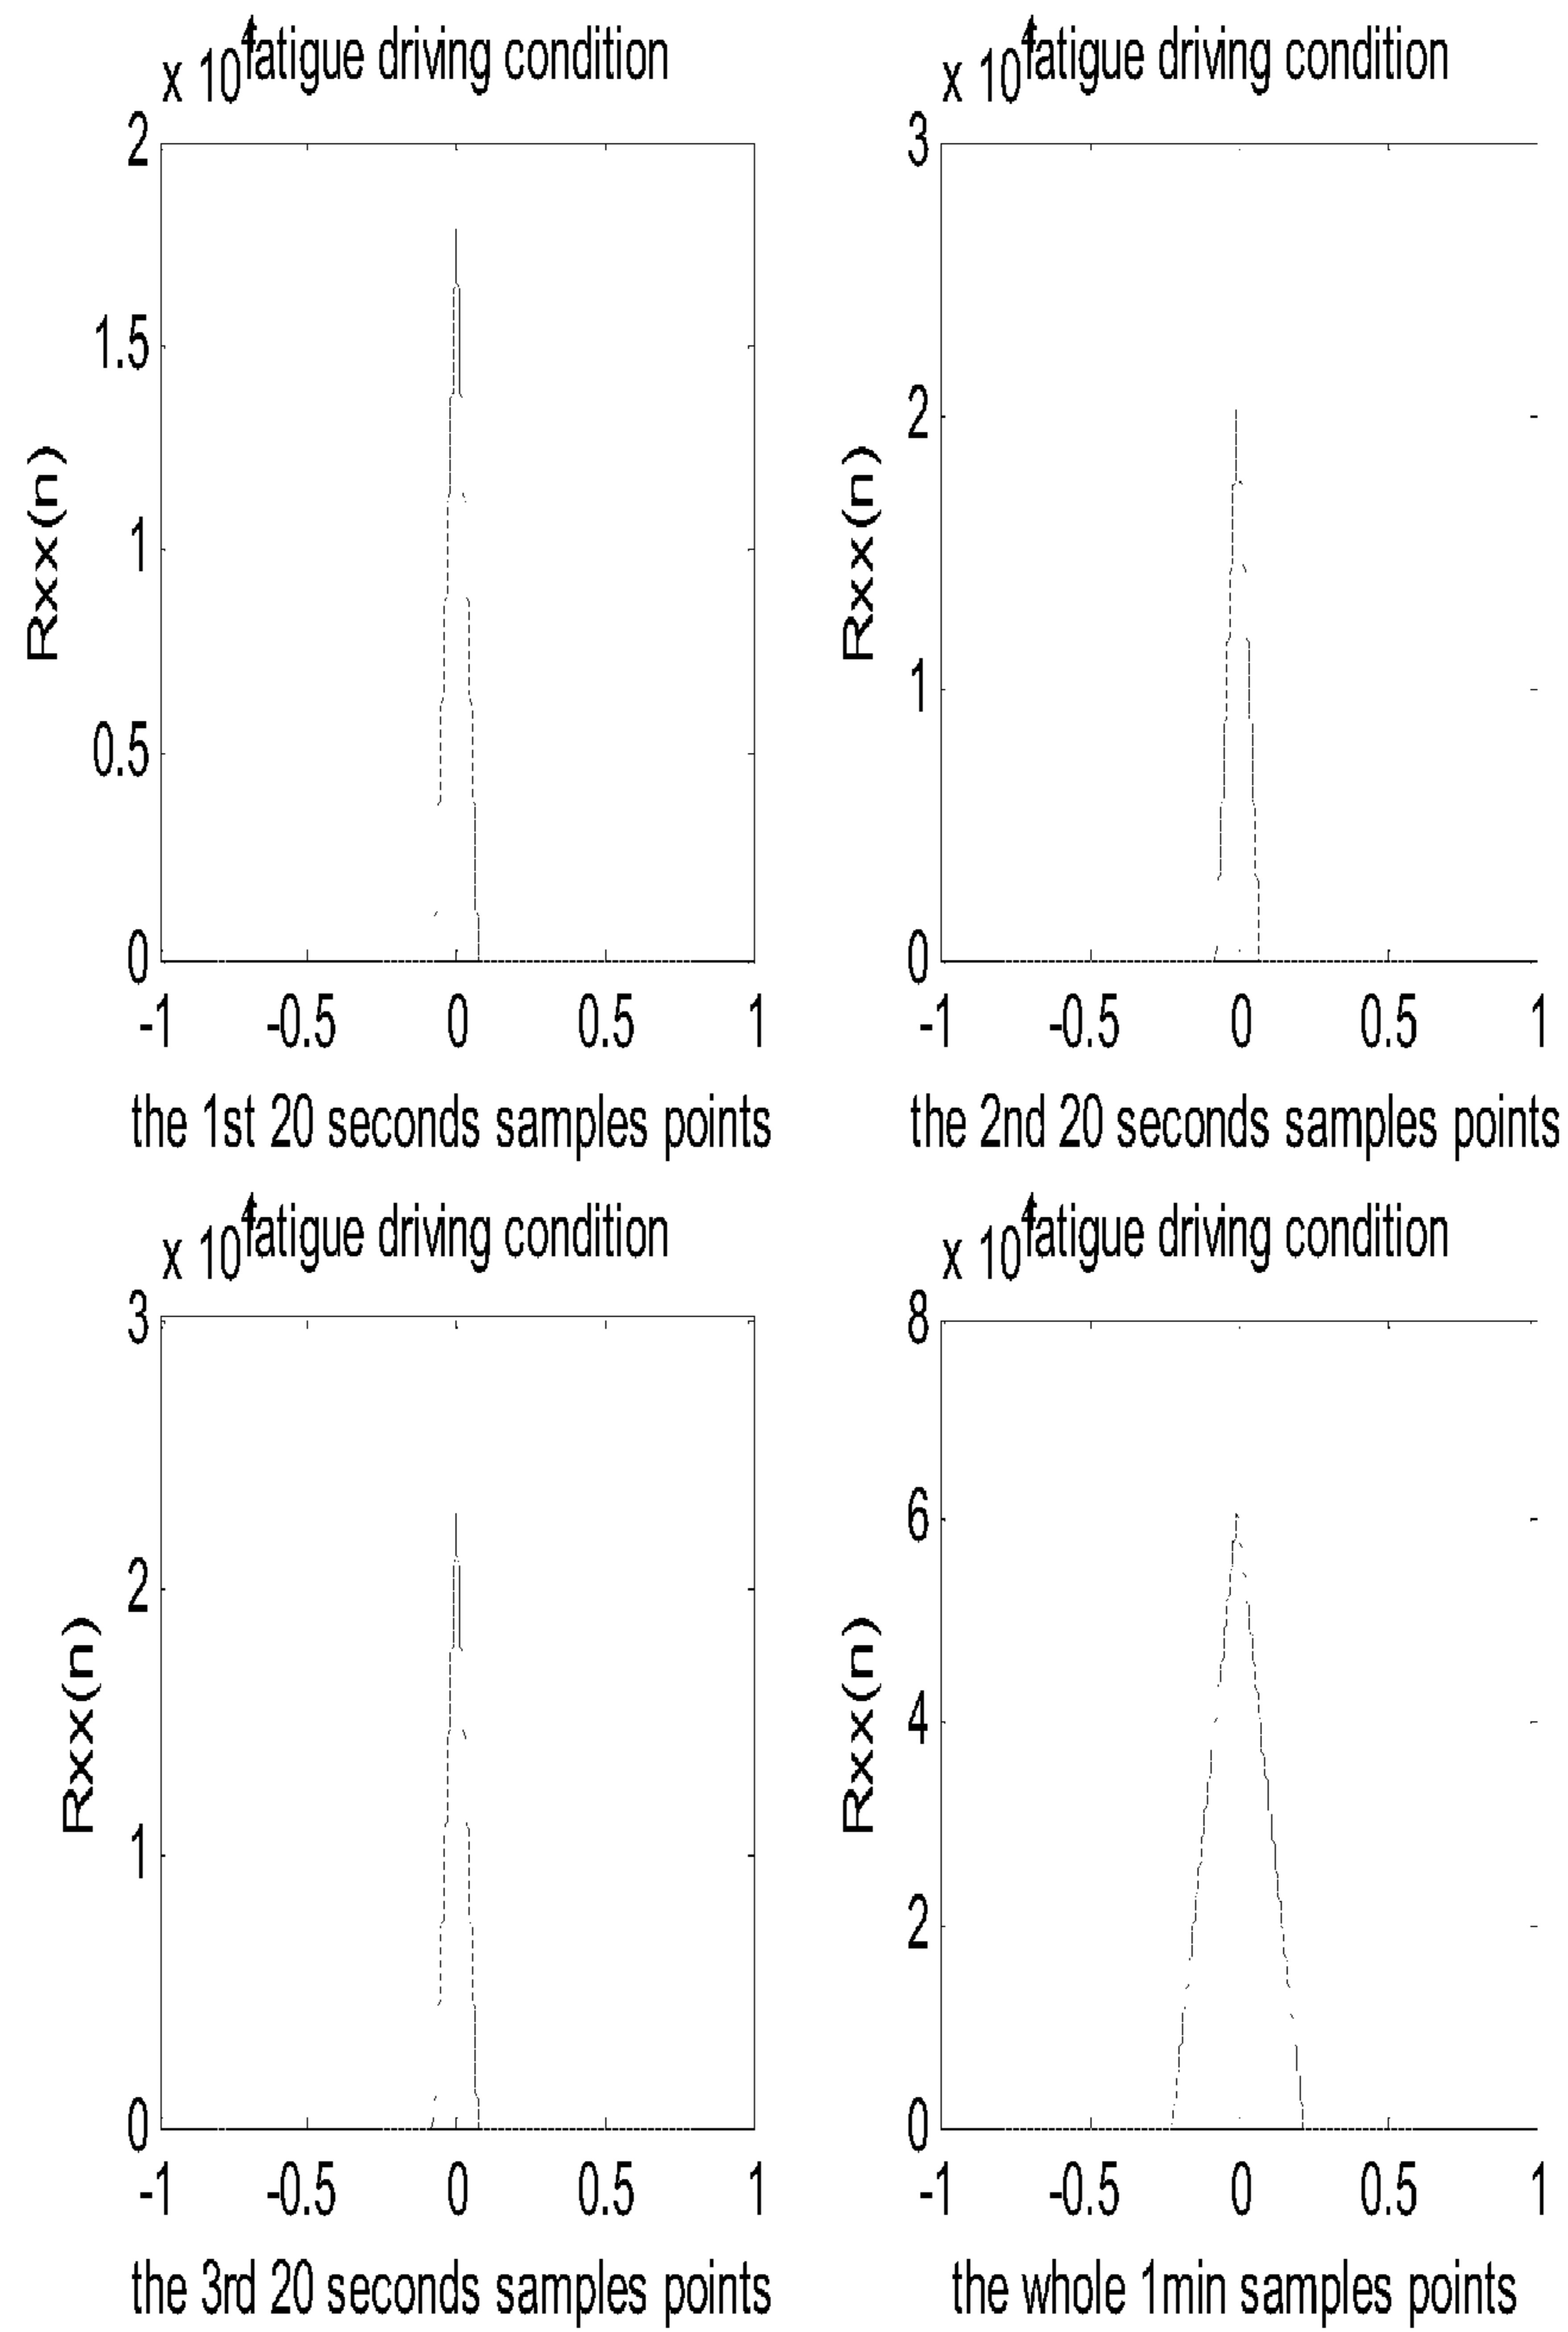 x 10^4 fatigue driving condition
2
1.5
1
0.5
0
Rxx(n)
-1 -0.5 0 0.5 1
the 1st 20 seconds samples points
x 10^4 fatigue driving condition
3
2
1
0
Rxx(n)
-1 -0.5 0 0.5 1
the 2nd 20 seconds samples points
x 10^4 fatigue driving condition
3
2
1
0
Rxx(n)
-1 -0.5 0 0.5 1
the 3rd 20 seconds samples points
x 10^4 fatigue driving condition
8
6
4
2
0
Rxx(n)
-1 -0.5 0 0.5 1
the whole 1min samples points